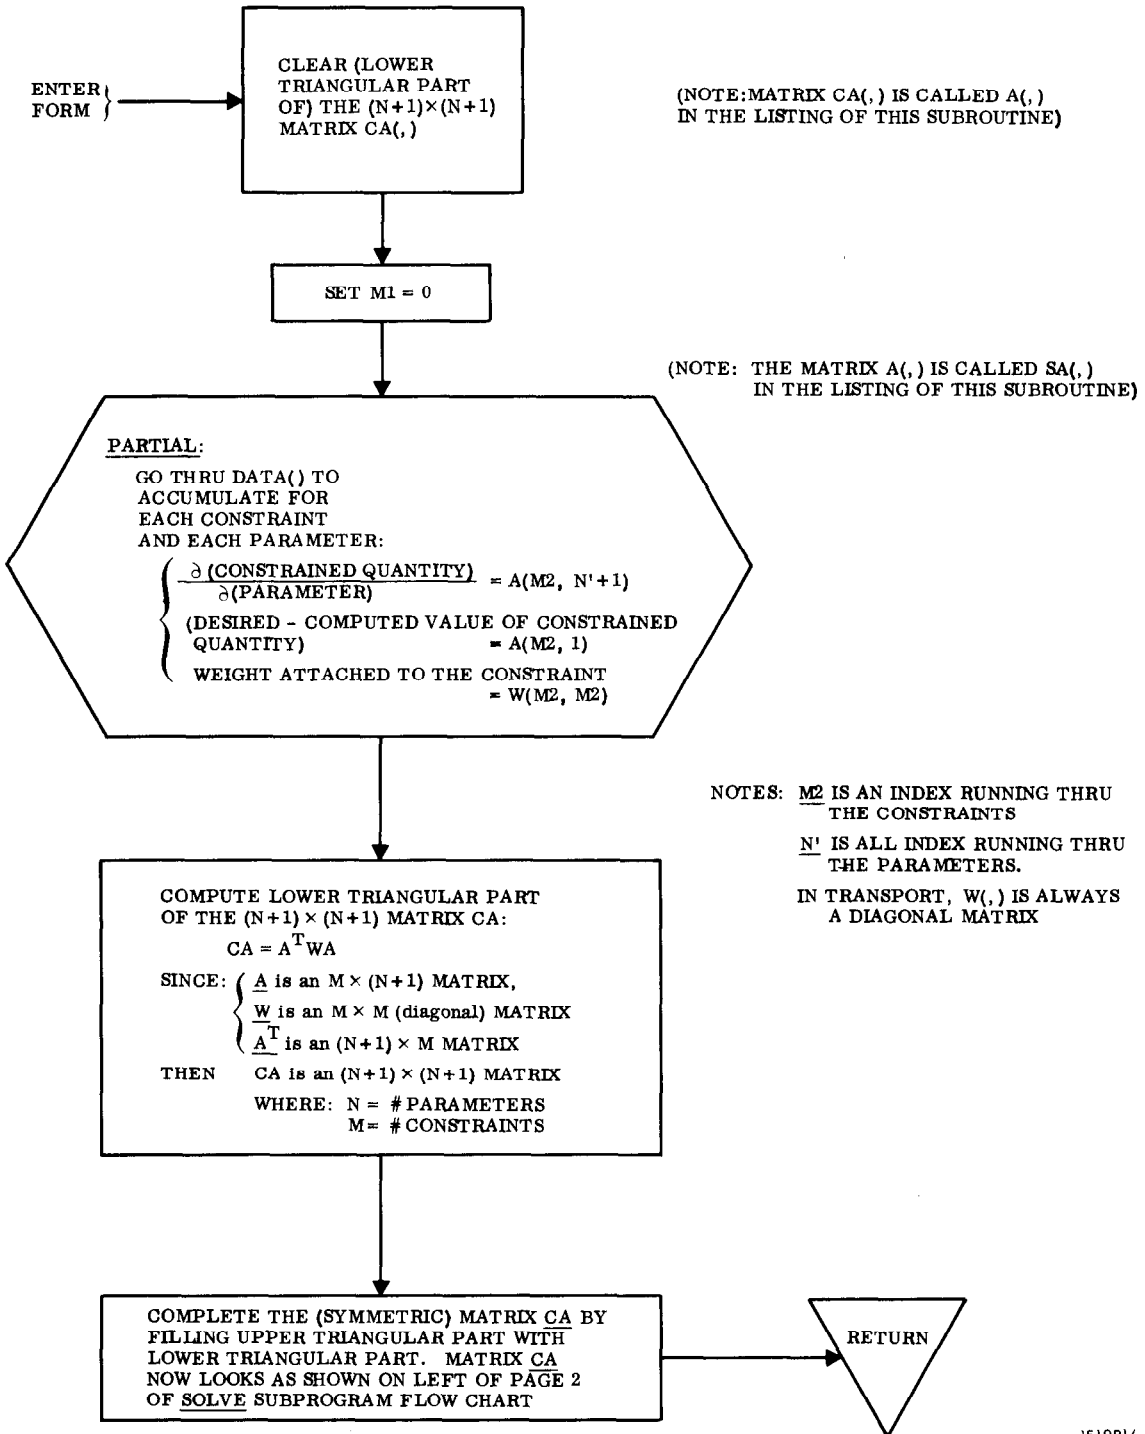 ENTER
FORM
CLEAR (LOWER
TRIANGULAR PART
OF) THE (N+1)×(N+1)
MATRIX CA(,)
(NOTE:MATRIX CA(,) IS CALLED A(,)
IN THE LISTING OF THIS SUBROUTINE)
SET M1 = 0
(NOTE: THE MATRIX A(,) IS CALLED SA(,)
IN THE LISTING OF THIS SUBROUTINE)
PARTIAL:
GO THRU DATA() TO
ACCUMULATE FOR
EACH CONSTRAINT
AND EACH PARAMETER:
∂(CONSTRAINED QUANTITY)
∂(PARAMETER)
= A(M2, N'+1)
(DESIRED - COMPUTED VALUE OF CONSTRAINED
QUANTITY) = A(M2, 1)
WEIGHT ATTACHED TO THE CONSTRAINT
= W(M2, M2)
NOTES: M2 IS AN INDEX RUNNING THRU
THE CONSTRAINTS
N' IS ALL INDEX RUNNING THRU
THE PARAMETERS.
IN TRANSPORT, W(,) IS ALWAYS
A DIAGONAL MATRIX
COMPUTE LOWER TRIANGULAR PART
OF THE (N+1) × (N+1) MATRIX CA:
CA = A^T WA
SINCE: A is an M × (N+1) MATRIX,
W is an M × M (diagonal) MATRIX
A^T is an (N+1) × M MATRIX
THEN CA is an (N+1) × (N+1) MATRIX
WHERE: N = #PARAMETERS
M= #CONSTRAINTS
COMPLETE THE (SYMMETRIC) MATRIX CA BY
FILLING UPPER TRIANGULAR PART WITH
LOWER TRIANGULAR PART. MATRIX CA
NOW LOOKS AS SHOWN ON LEFT OF PAGE 2
OF SOLVE SUBPROGRAM FLOW CHART
RETURN